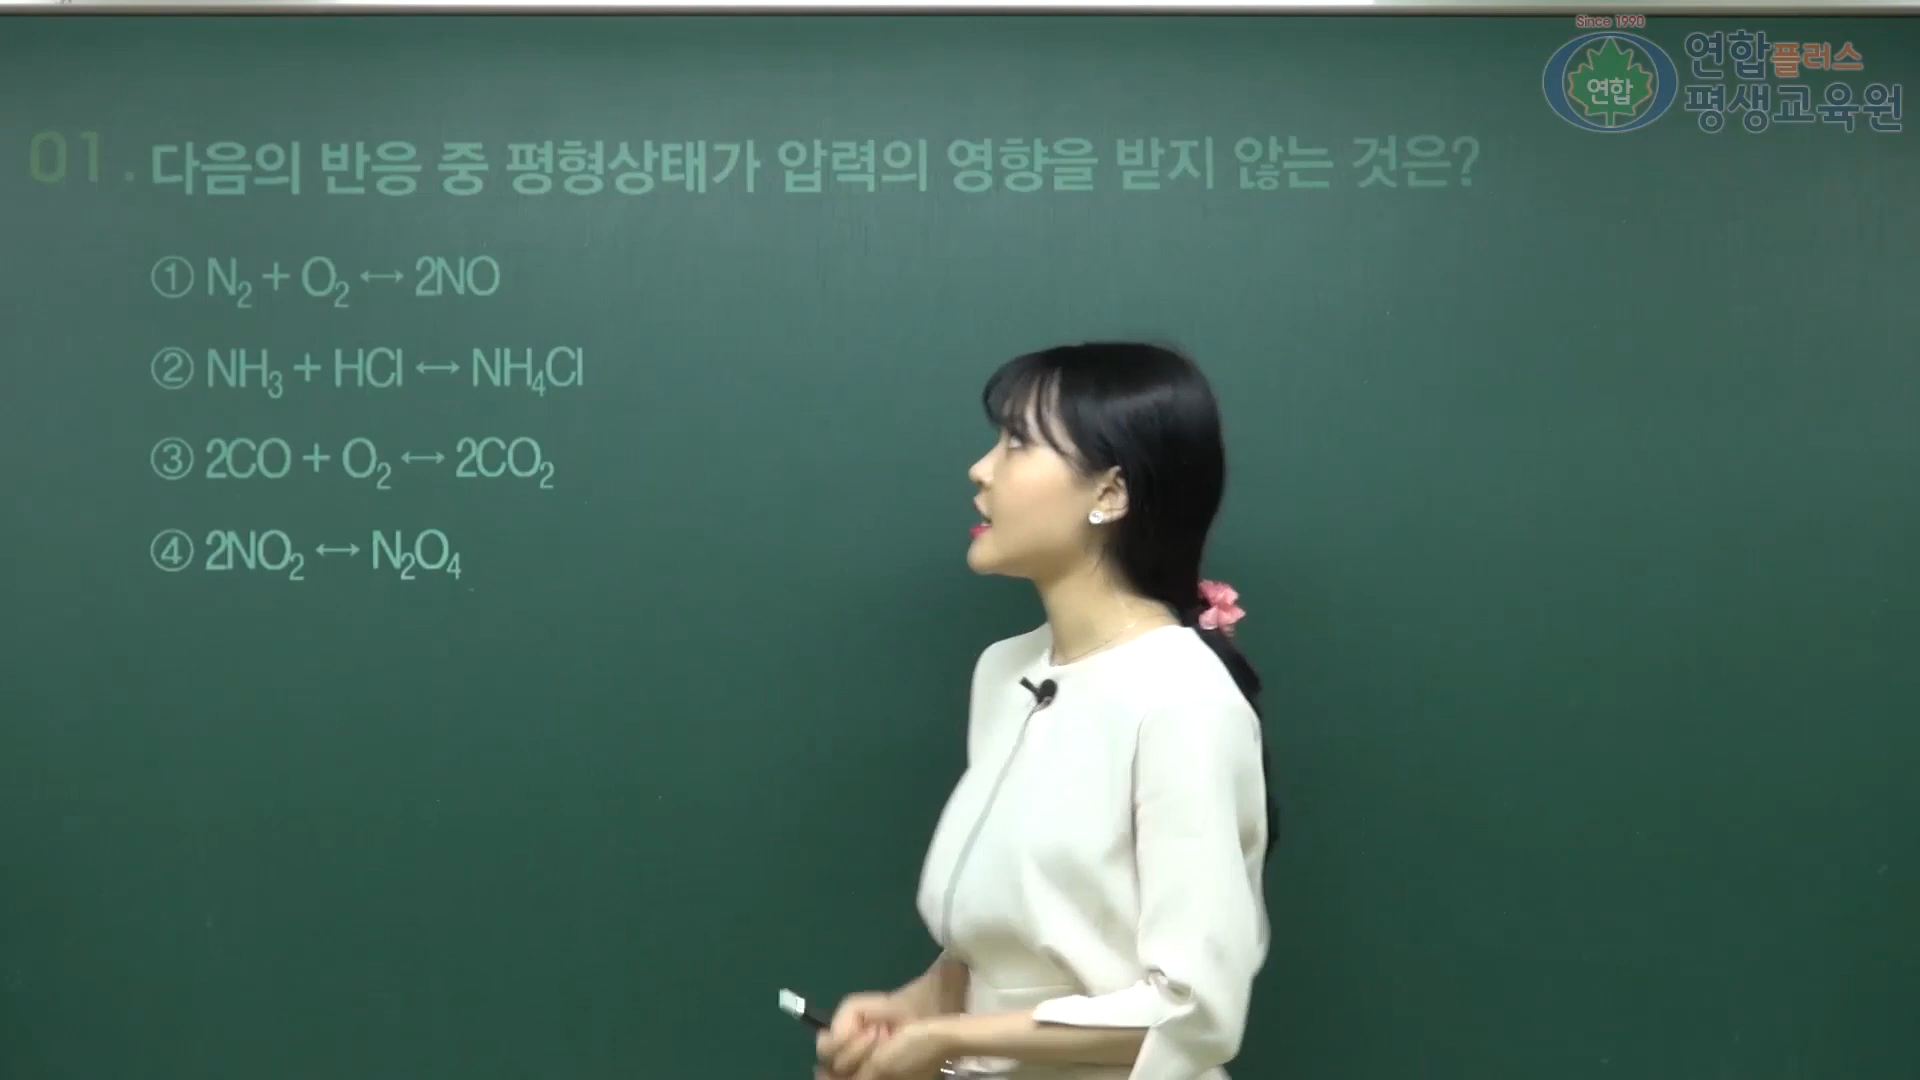 Since 1990
연합
연합플러스
평생교육원
01. 다음의 반응 중 평형상태가 압력의 영향을 받지 않는 것은?
① N₂ + O₂ ↔ 2NO
② NH₃ + HCl ↔ NH₄Cl
③ 2CO + O₂ ↔ 2CO₂
④ 2NO₂ ↔ N₂O₄